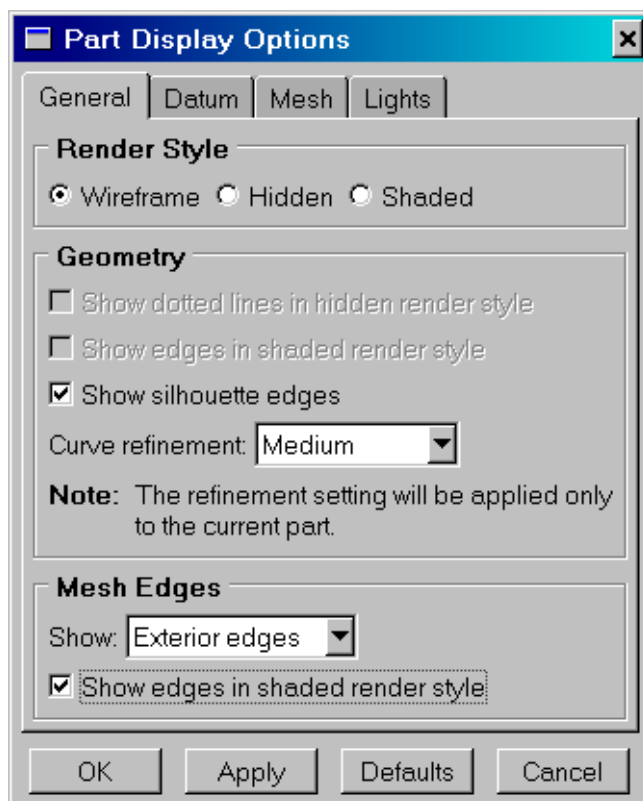 Part Display Options
General Datum Mesh Lights
Render Style
Wireframe Hidden Shaded
Geometry
Show dotted lines in hidden render style
Show edges in shaded render style
Show silhouette edges
Curve refinement: Medium
Note: The refinement setting will be applied only
to the current part.
Mesh Edges
Show: Exterior edges
Show edges in shaded render style
OK Apply Defaults Cancel